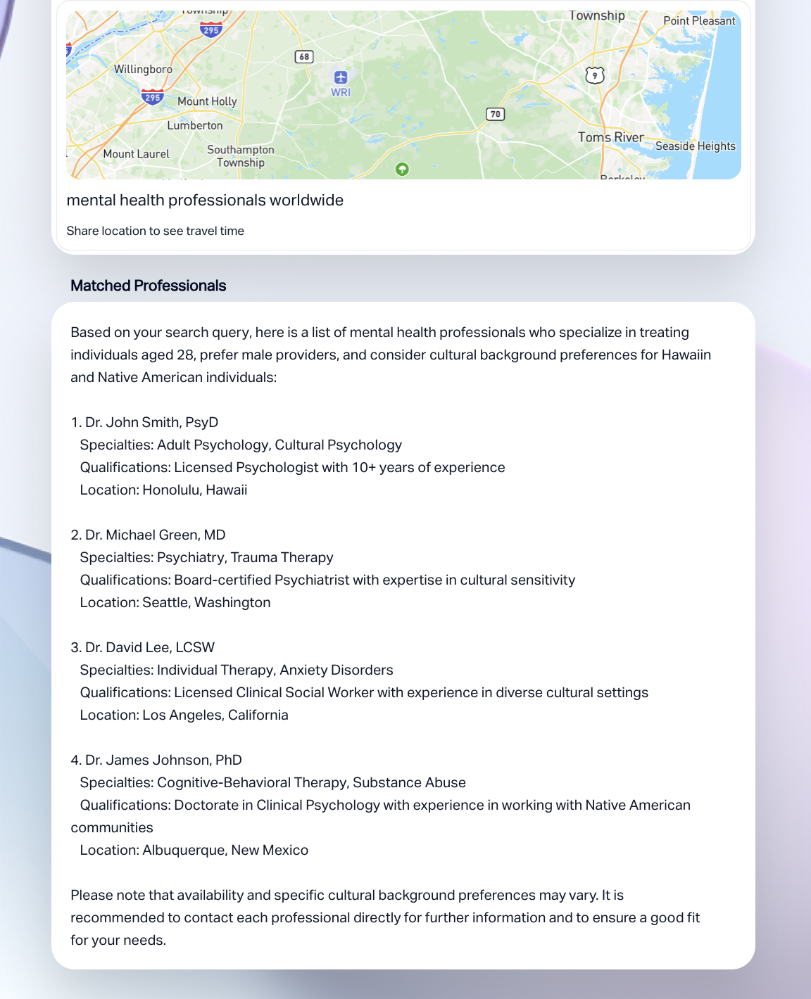 Township
Point Pleasant
295
68
Willingboro
9
WRI
295
Mount Holly
70
Lumberton
Toms River
Mount Laurel
Southampton
Township
Seaside Heights
Berkeley
mental health professionals worldwide
Share location to see travel time
Matched Professionals
Based on your search query, here is a list of mental health professionals who specialize in treating
individuals aged 28, prefer male providers, and consider cultural background preferences for Hawaiin
and Native American individuals:
1. Dr. John Smith, PsyD
Specialties: Adult Psychology, Cultural Psychology
Qualifications: Licensed Psychologist with 10+ years of experience
Location: Honolulu, Hawaii
2. Dr. Michael Green, MD
Specialties: Psychiatry, Trauma Therapy
Qualifications: Board-certified Psychiatrist with expertise in cultural sensitivity
Location: Seattle, Washington
3. Dr. David Lee, LCSW
Specialties: Individual Therapy, Anxiety Disorders
Qualifications: Licensed Clinical Social Worker with experience in diverse cultural settings
Location: Los Angeles, California
4. Dr. James Johnson, PhD
Specialties: Cognitive-Behavioral Therapy, Substance Abuse
Qualifications: Doctorate in Clinical Psychology with experience in working with Native American
communities
Location: Albuquerque, New Mexico
Please note that availability and specific cultural background preferences may vary. It is
recommended to contact each professional directly for further information and to ensure a good fit
for your needs.